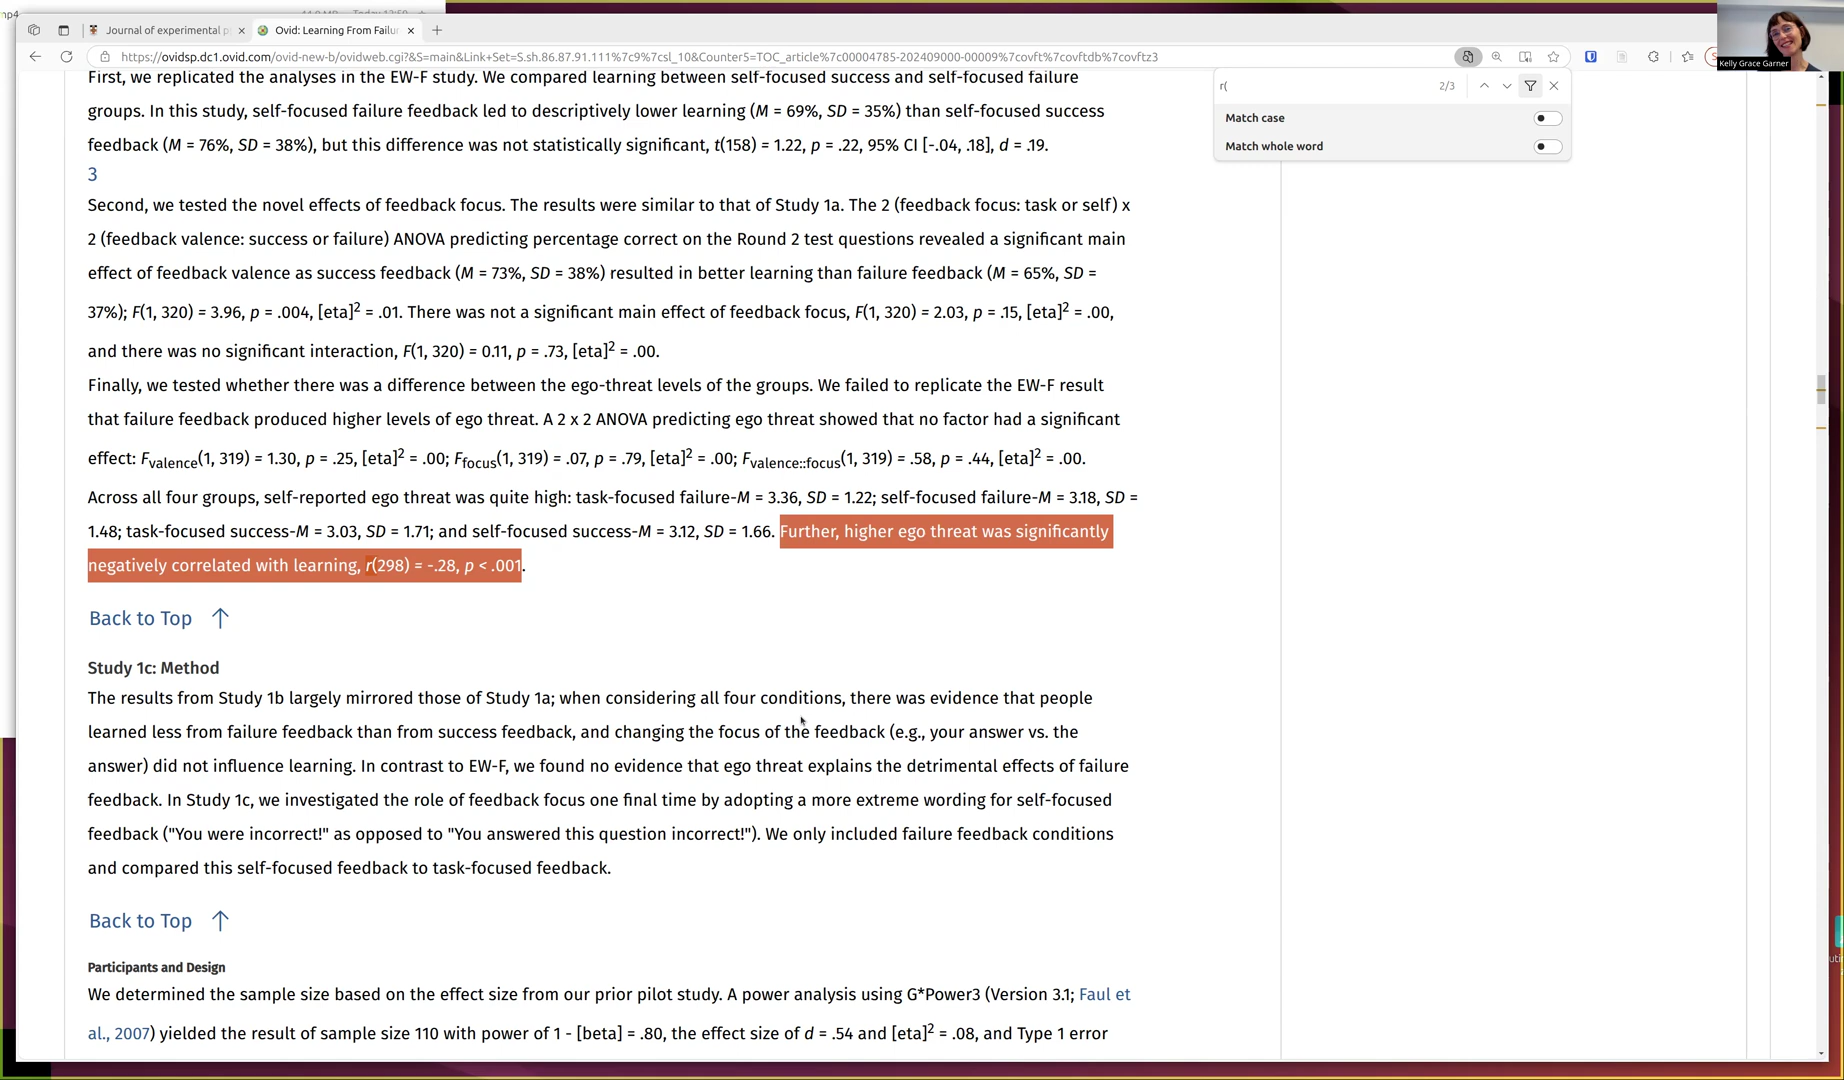 mp4
Journal of experimental p
Ovid: Learning From Failur
https://ovidsp.dc1.ovid.com/ovid-new-b/ovidweb.cgi?&S=main&Link+Set=S.sh.86.87.91.111%7c9%7csl_10&Counter5=TOC_article%7c00004785-202409000-00009%7covft%7covftdb%7covftz3
Kelly Grace Garner
r(
2/3
Match case
Match whole word
First, we replicated the analyses in the EW-F study. We compared learning between self-focused success and self-focused failure
groups. In this study, self-focused failure feedback led to descriptively lower learning (M = 69%, SD = 35%) than self-focused success
feedback (M = 76%, SD = 38%), but this difference was not statistically significant, t(158) = 1.22, p = .22, 95% CI [-.04, .18], d = .19.
3
Second, we tested the novel effects of feedback focus. The results were similar to that of Study 1a. The 2 (feedback focus: task or self) x
2 (feedback valence: success or failure) ANOVA predicting percentage correct on the Round 2 test questions revealed a significant main
effect of feedback valence as success feedback (M = 73%, SD = 38%) resulted in better learning than failure feedback (M = 65%, SD =
37%); F(1, 320) = 3.96, p = .004, [eta]2 = .01. There was not a significant main effect of feedback focus, F(1, 320) = 2.03, p = .15, [eta]2 = .00,
and there was no significant interaction, F(1, 320) = 0.11, p = .73, [eta]2 = .00.
Finally, we tested whether there was a difference between the ego-threat levels of the groups. We failed to replicate the EW-F result
that failure feedback produced higher levels of ego threat. A 2 x 2 ANOVA predicting ego threat showed that no factor had a significant
effect: Fvalence(1, 319) = 1.30, p = .25, [eta]2 = .00; Ffocus(1, 319) = .07, p = .79, [eta]2 = .00; Fvalence::focus(1, 319) = .58, p = .44, [eta]2 = .00.
Across all four groups, self-reported ego threat was quite high: task-focused failure-M = 3.36, SD = 1.22; self-focused failure-M = 3.18, SD =
1.48; task-focused success-M = 3.03, SD = 1.71; and self-focused success-M = 3.12, SD = 1.66. Further, higher ego threat was significantly
negatively correlated with learning, r(298) = -.28, p < .001.
Back to Top ↑
Study 1c: Method
The results from Study 1b largely mirrored those of Study 1a; when considering all four conditions, there was evidence that people
learned less from failure feedback than from success feedback, and changing the focus of the feedback (e.g., your answer vs. the
answer) did not influence learning. In contrast to EW-F, we found no evidence that ego threat explains the detrimental effects of failure
feedback. In Study 1c, we investigated the role of feedback focus one final time by adopting a more extreme wording for self-focused
feedback ("You were incorrect!" as opposed to "You answered this question incorrect!"). We only included failure feedback conditions
and compared this self-focused feedback to task-focused feedback.
Back to Top ↑
Participants and Design
We determined the sample size based on the effect size from our prior pilot study. A power analysis using G*Power3 (Version 3.1; Faul et
al., 2007) yielded the result of sample size 110 with power of 1 - [beta] = .80, the effect size of d = .54 and [eta]2 = .08, and Type 1 error